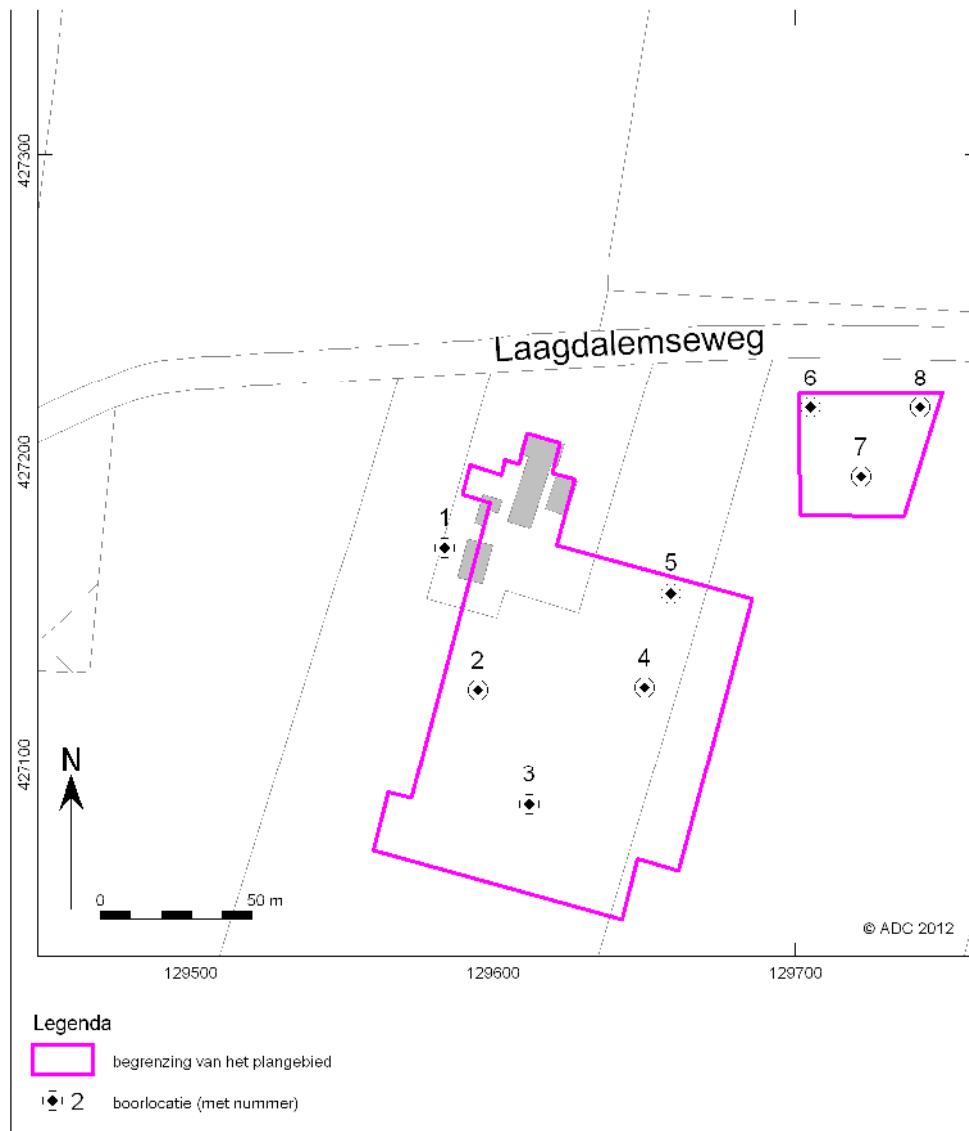 427300
Laagdalemseweg
6
8
427200
7
1
5
2
4
427100
N
3
0
50 m
© ADC 2012
129500
129600
129700
Legenda
begrenzing van het plangebied
2
boorlocatie (met nummer)